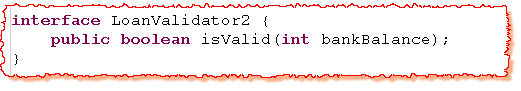 interface LoanValidator2 {
    public boolean isValid(int bankBalance);
}